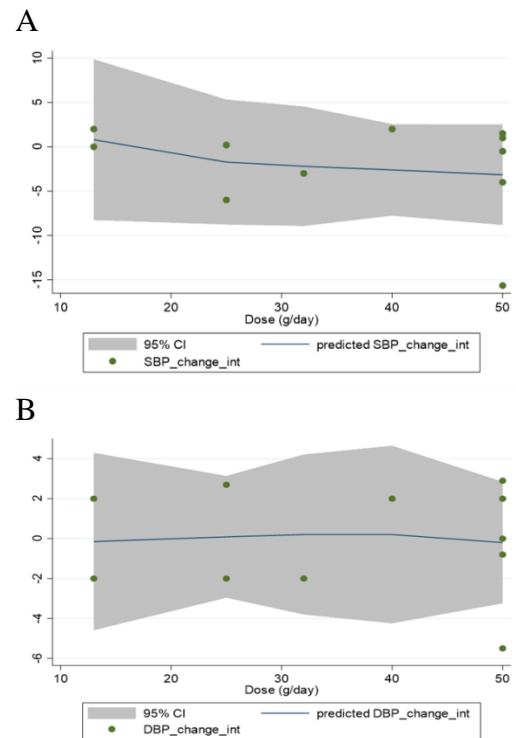 A
10
5
0
-5
-10
-15
10 20 30 40 50
Dose (g/day)
95% CI predicted SBP_change_int
SBP_change_int
B
4
2
0
-2
-4
-6
10 20 30 40 50
Dose (g/day)
95% CI predicted DBP_change_int
DBP_change_int